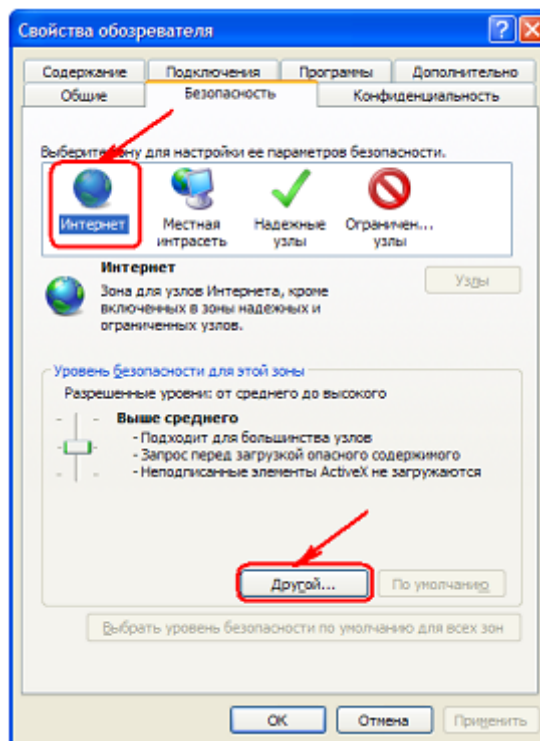 Свойства обозревателя
Содержание Подключения Программы Дополнительно
Общие Безопасность Конфиденциальность
Выберите зону для настройки ее параметров безопасности.
Интернет Местная интрасеть Надежные узлы Ограничен... узлы
Интернет
Зона для узлов Интернета, кроме
включенных в зоны надежных и
ограниченных узлов.
Узлы
Уровень безопасности для этой зоны
Разрешенные уровни: от среднего до высокого
Выше среднего
- Подходит для большинства узлов
- Запрос перед загрузкой опасного содержимого
- Неподписанные элементы ActiveX не загружаются
Другой... По умолчанию
Выбрать уровень безопасности по умолчанию для всех зон
ОК Отмена Применить